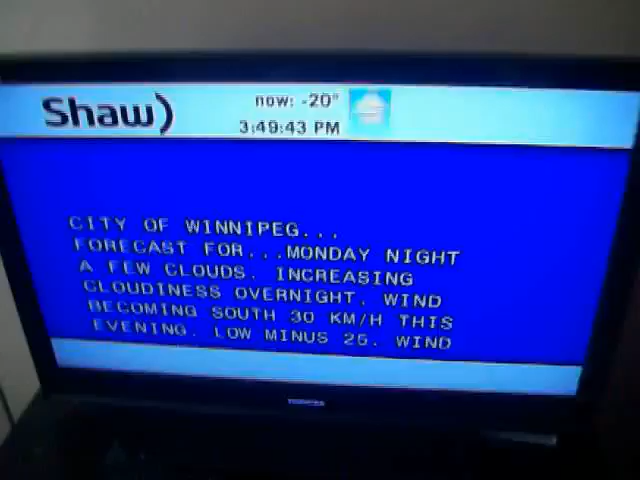 Shaw)
now: -20°
3:49:43 PM
CITY OF WINNIPEG...
FORECAST FOR...MONDAY NIGHT
A FEW CLOUDS. INCREASING
CLOUDINESS OVERNIGHT. WIND
BECOMING SOUTH 30 KM/H THIS
EVENING. LOW MINUS 25. WIND
TOSHIBA